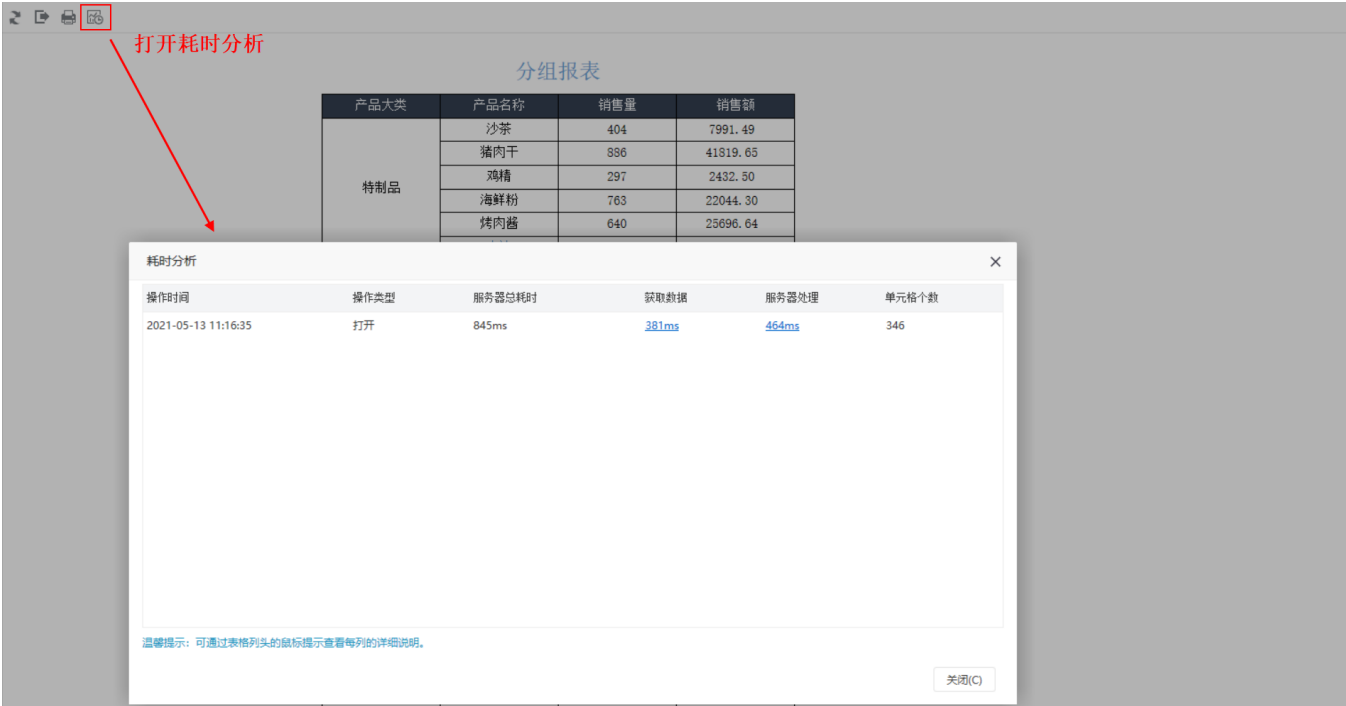 打开耗时分析
分组报表
产品大类 产品名称 销售量 销售额
沙茶 404 7991.49
猪肉干 886 41819.65
鸡精 297 2432.50
特制品
海鲜粉 763 22044.30
烤肉酱 640 25696.64
耗时分析
操作时间 操作类型 服务器总耗时 获取数据 服务器处理 单元格个数
2021-05-13 11:16:35 打开 845ms 381ms 464ms 346
温馨提示：可通过表格列头的鼠标提示查看每列的详细说明。
关闭(C)